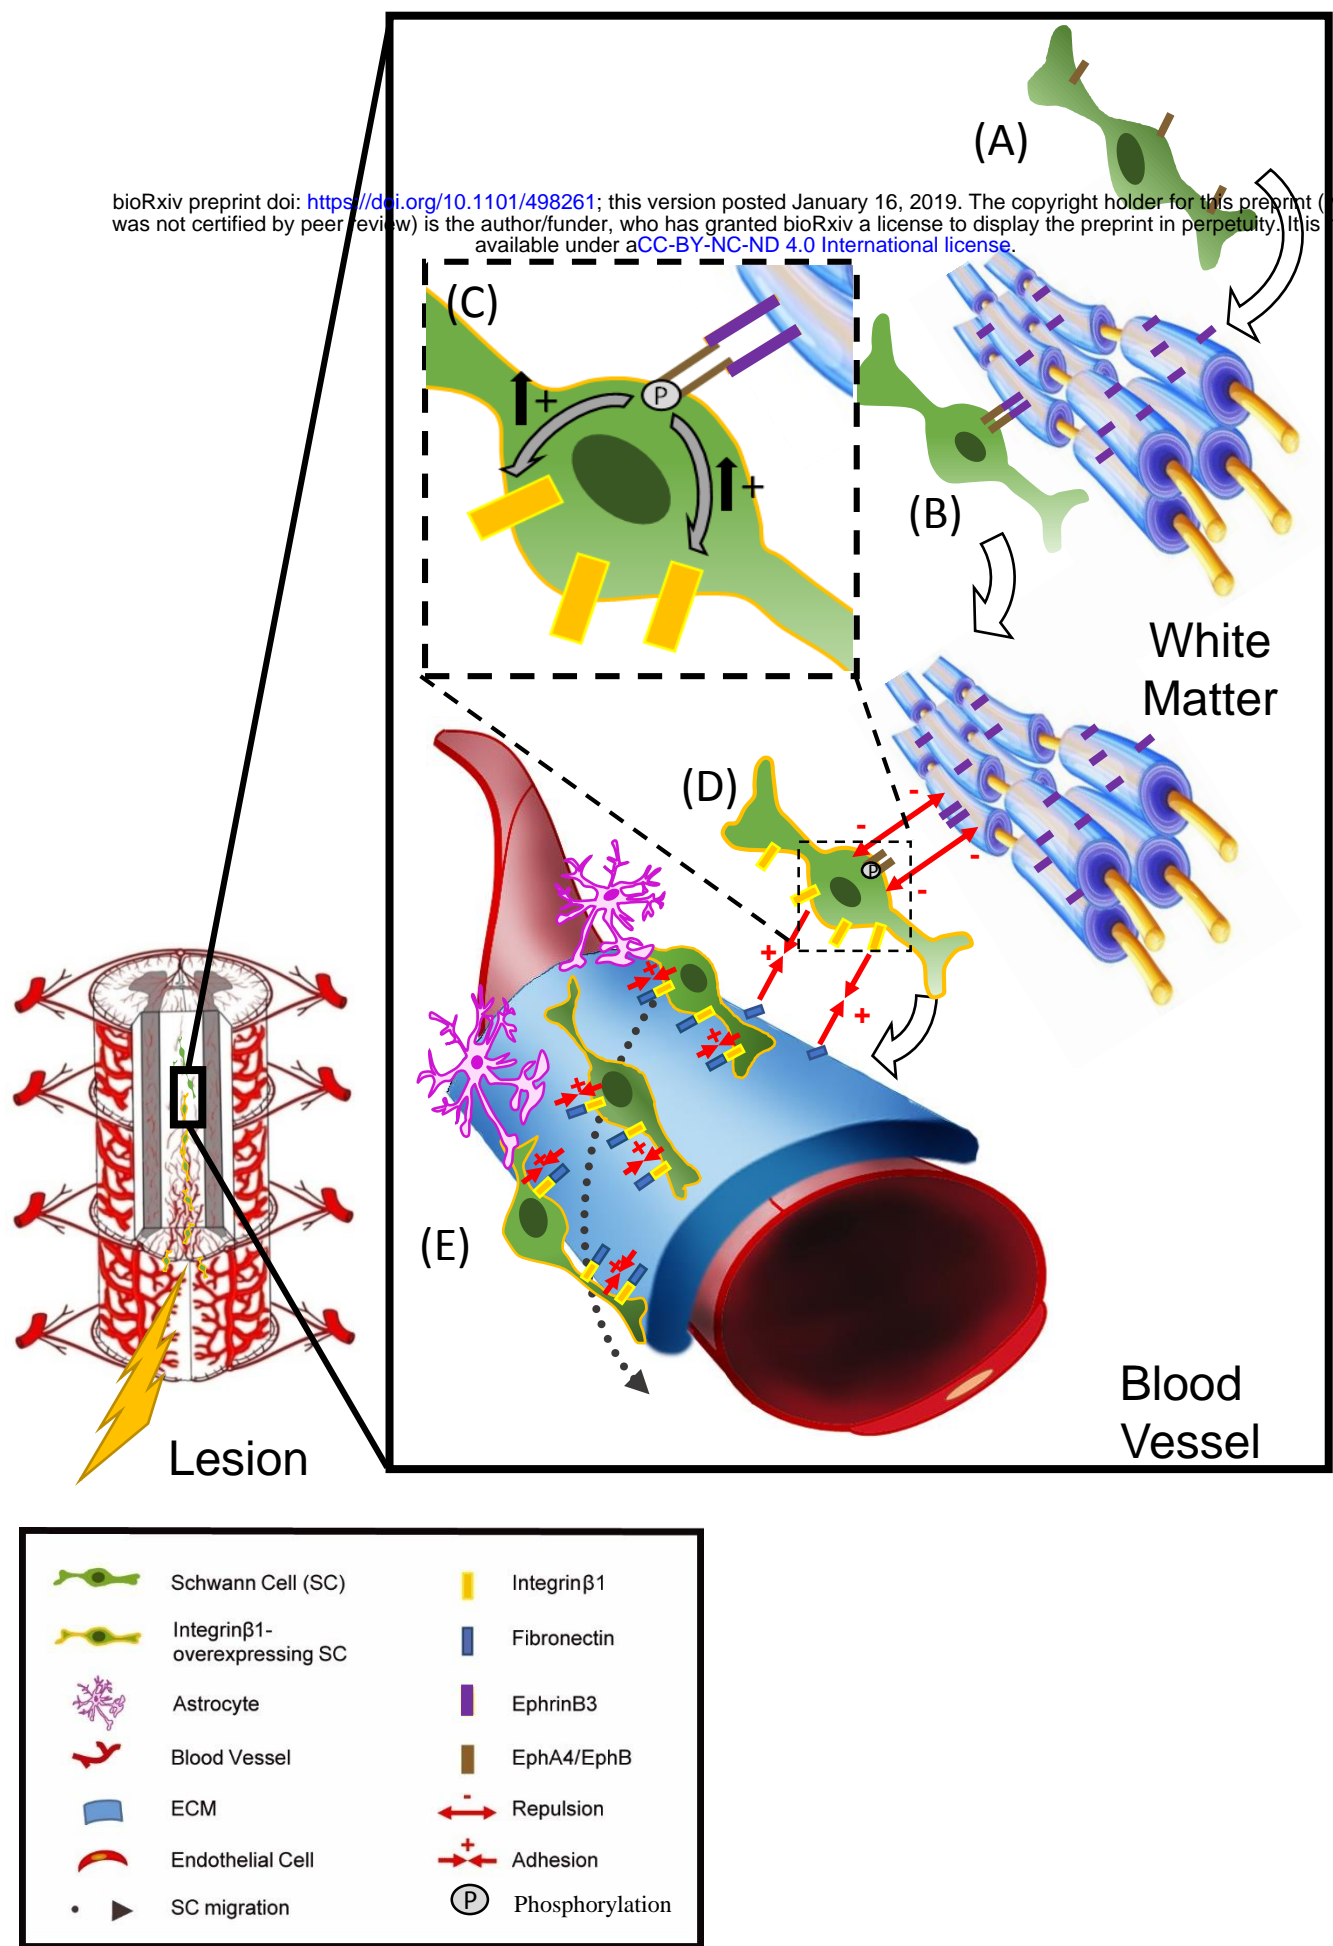 (A)
bioRxiv preprint doi: https://doi.org/10.1101/498261; this version posted January 16, 2019. The copyright holder for this preprint (
was not certified by peer review) is the author/funder, who has granted bioRxiv a license to display the preprint in perpetuity. It is
available under aCC-BY-NC-ND 4.0 International license.
(C)
P
+
+
(B)
White
Matter
(D)
-
-
-
-
P
+
+
+
+
+
+
+
+
(E)
Blood
Vessel
Lesion
Schwann Cell (SC)
Integrinβ1-
overexpressing SC
Astrocyte
Blood Vessel
ECM
Endothelial Cell
SC migration
Integrinβ1
Fibronectin
EphrinB3
EphA4/EphB
-
Repulsion
+
Adhesion
P
Phosphorylation